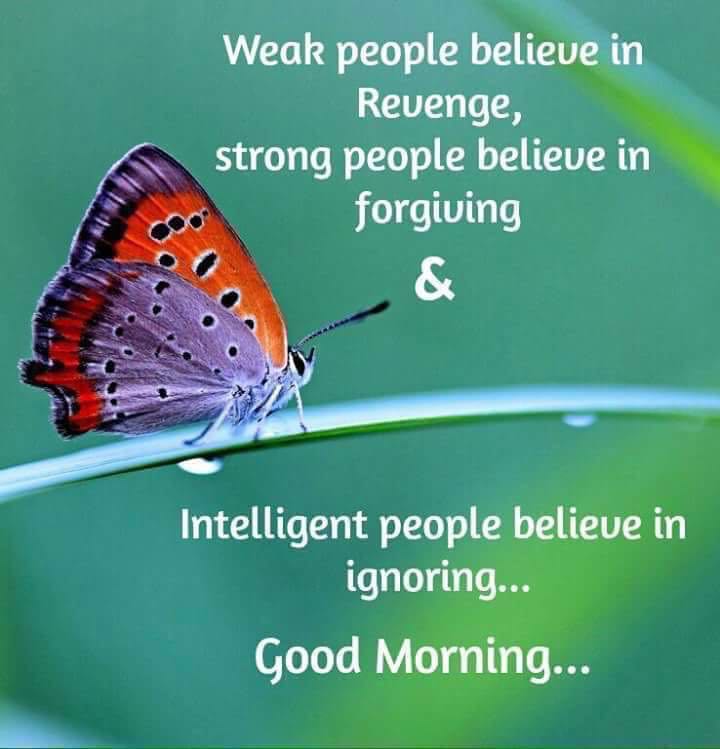 Weak people believe in
Revenge,
strong people believe in
forgiving
&
Intelligent people believe in
ignoring...
Good Morning...